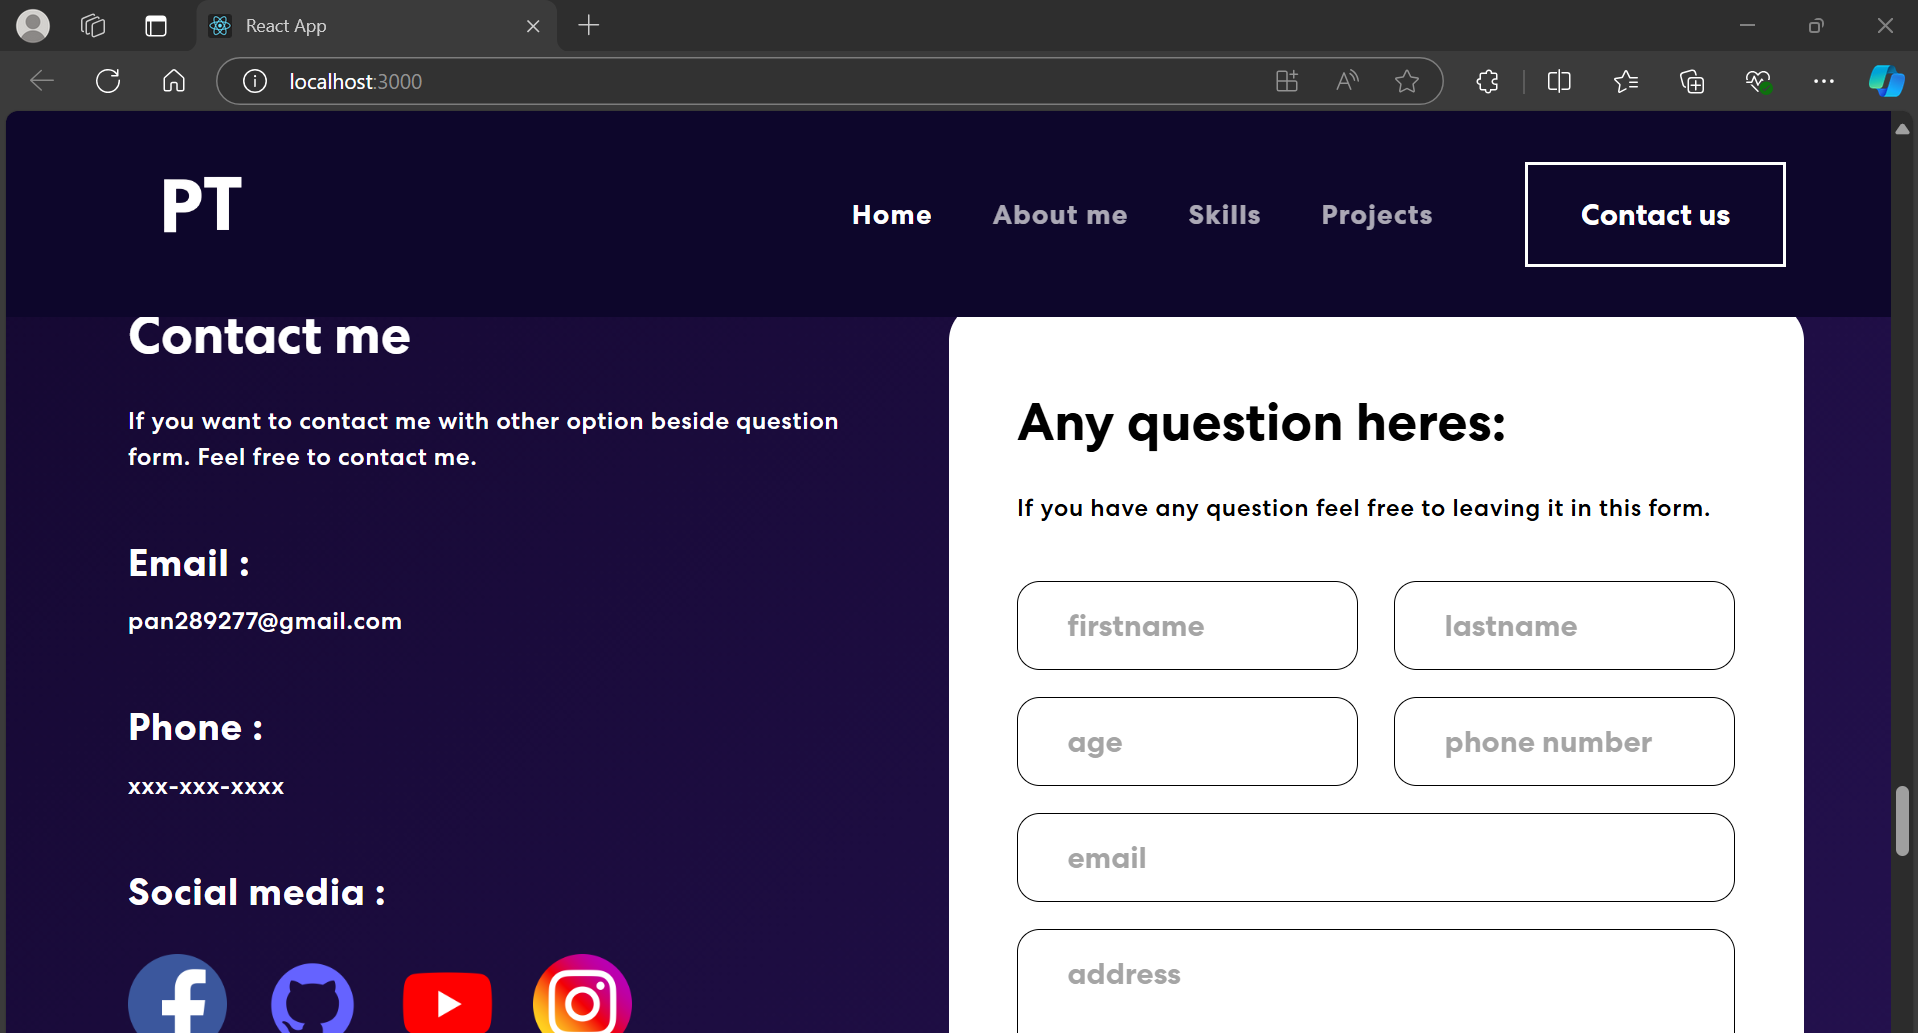 React App
localhost:3000
PT
Home
About me
Skills
Projects
Contact us
Contact me
If you want to contact me with other option beside question
form. Feel free to contact me.
Email :
pan289277@gmail.com
Phone :
xxx-xxx-xxxx
Social media :
Any question heres:
If you have any question feel free to leaving it in this form.
firstname
lastname
age
phone number
email
address